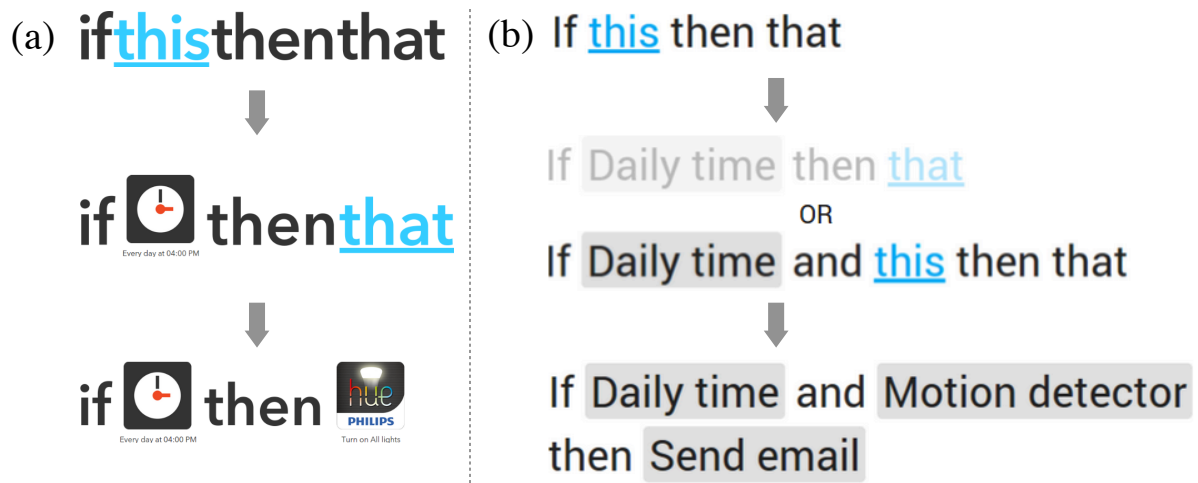 (a) ifthisthenthat
if thenthat
Every day at 04:00 PM
if then
hue
PHILIPS
Every day at 04:00 PM
Turn on All lights
(b) If this then that
If Daily time then that
OR
If Daily time and this then that
If Daily time and Motion detector
then Send email